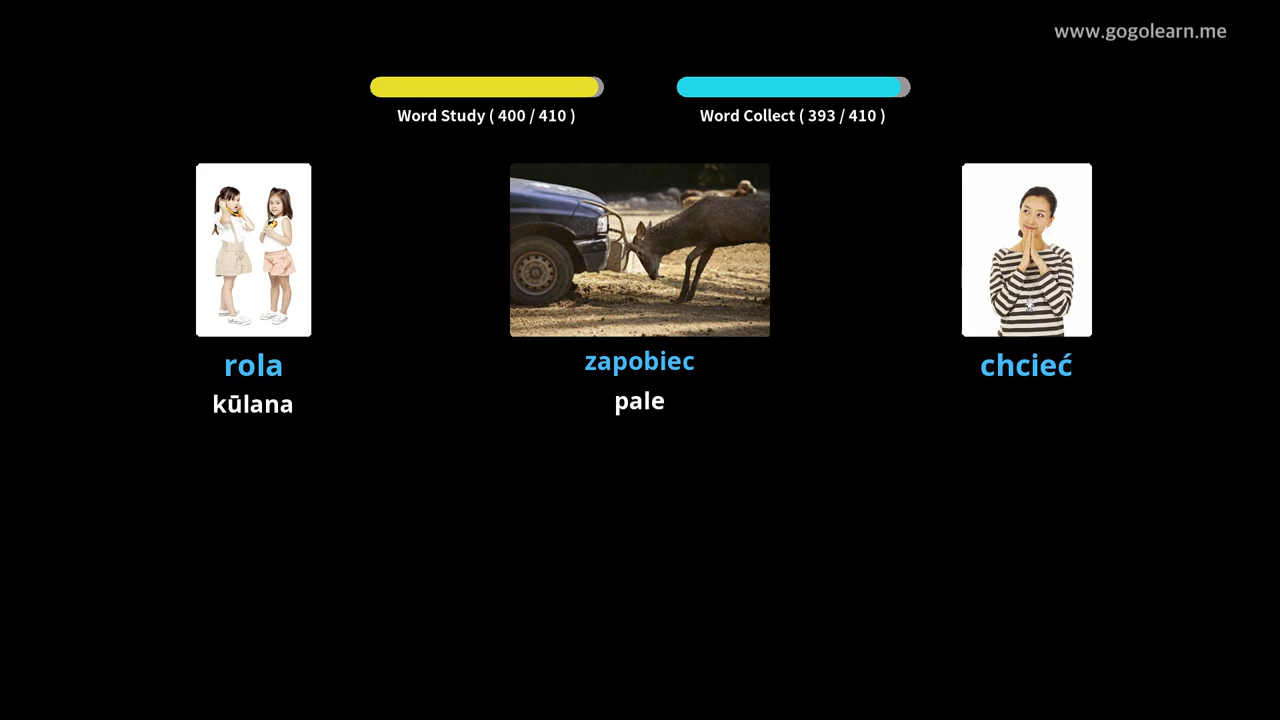 www.gogolearn.me
Word Study ( 400 / 410 )
Word Collect ( 393 / 410 )
rola
kūlana
zapobiec
pale
chcieć